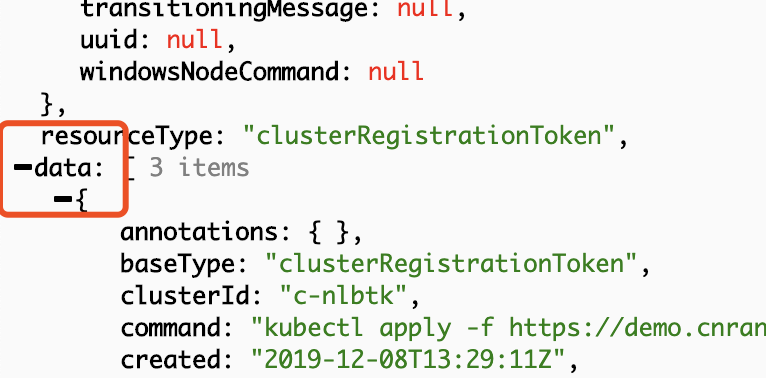 transitioningMessage: null,
uuid: null,
windowsNodeCommand: null
},
resourceType: "clusterRegistrationToken",
−data: [ 3 items
−{
annotations: { },
baseType: "clusterRegistrationToken",
clusterId: "c-nlbtk",
command: "kubectl apply -f https://demo.cnran
created: "2019-12-08T13:29:11Z",